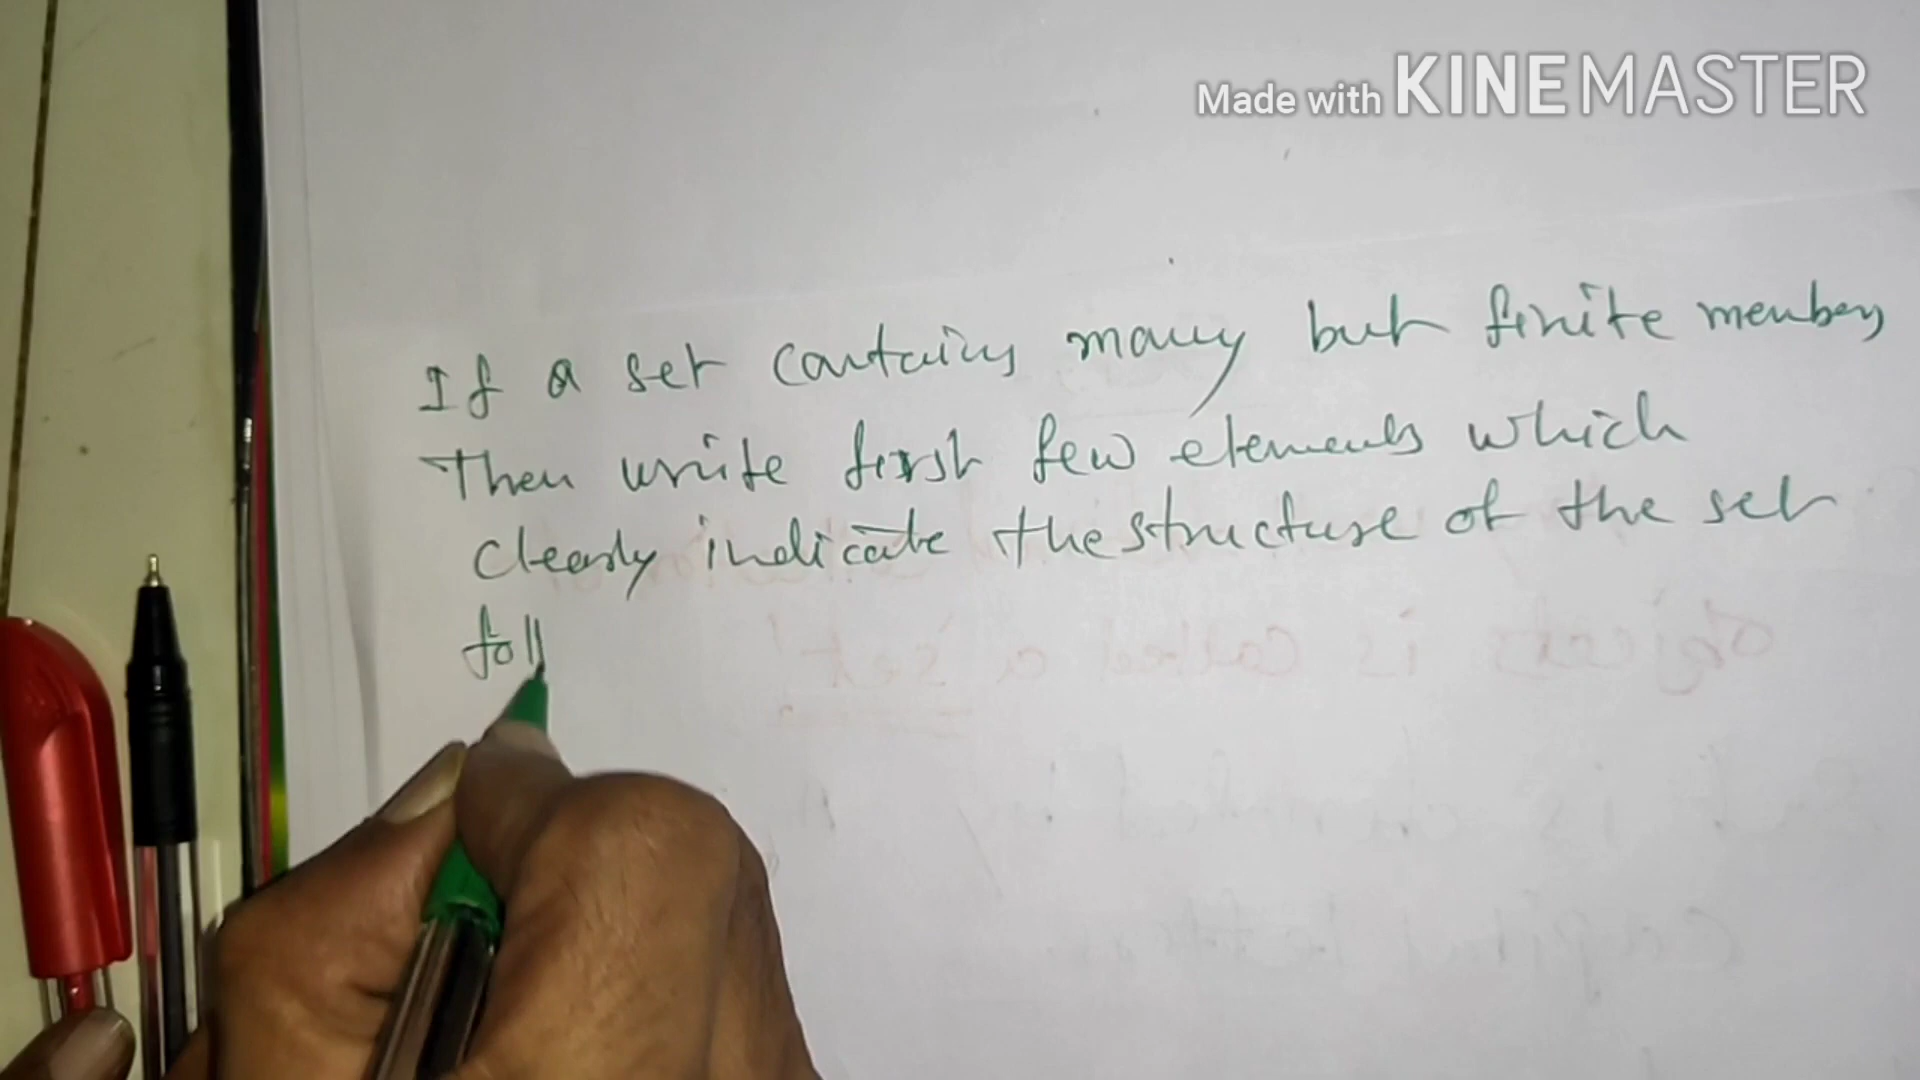 Made with KINEMASTER
If a set contains many but finite members
Then write first few elements which
clearly indicate the structure of the set
foll